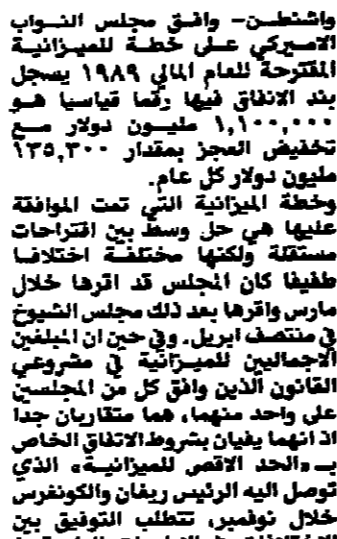 واشنطن- وافق مجلس النواب
الاميركي على خطة للميزانية
المقترحة للعام المالي ١٩٨٩ يسجل
بند الانفاق فيها رقما قياسيا هو
١,١٠٠,٠٠٠ مليون دولار مع
تخفيض العجز بمقدار ١٣٥,٣٠٠
مليون دولار كل عام.
وخطة الميزانية التي تمت الموافقة
عليها هي حل وسط بين اقتراحات
مستقلة ولكنها مختلفة اختلافا
طفيفا كان المجلس قد اقرها خلال
مارس واقرها بعد ذلك مجلس الشيوخ
في منتصف ابريل. وفي حين ان المبلغين
الاجماليين للميزانية في مشروعي
القانون الذين وافق كل من المجلسين
على واحد منهما، هما متقاربان جدا
اذ انهما يفيان بشروط الاتفاق الخاص
بـ «الحد الاقصى للميزانية» الذي
توصل اليه الرئيس ريغان والكونغرس
خلال نوفمبر، تتطلب التوفيق بين